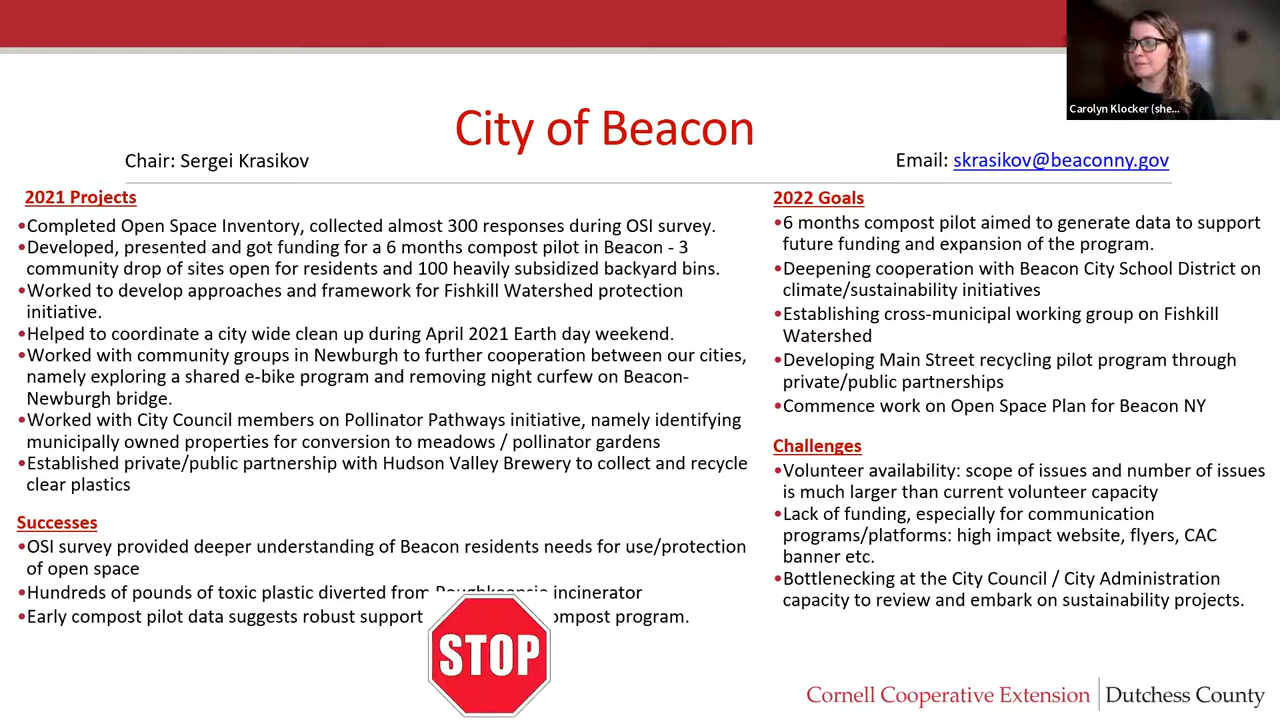 Carolyn Klocker (she...
City of Beacon
Chair: Sergei Krasikov
Email: skrasikov@beaconny.gov
2021 Projects
•Completed Open Space Inventory, collected almost 300 responses during OSI survey.
•Developed, presented and got funding for a 6 months compost pilot in Beacon - 3
community drop of sites open for residents and 100 heavily subsidized backyard bins.
•Worked to develop approaches and framework for Fishkill Watershed protection
initiative.
•Helped to coordinate a city wide clean up during April 2021 Earth day weekend.
•Worked with community groups in Newburgh to further cooperation between our cities,
namely exploring a shared e-bike program and removing night curfew on Beacon-
Newburgh bridge.
•Worked with City Council members on Pollinator Pathways initiative, namely identifying
municipally owned properties for conversion to meadows / pollinator gardens
•Established private/public partnership with Hudson Valley Brewery to collect and recycle
clear plastics
Successes
•OSI survey provided deeper understanding of Beacon residents needs for use/protection
of open space
•Hundreds of pounds of toxic plastic diverted from Poughkeepsie incinerator
•Early compost pilot data suggests robust support ompost program.
STOP
2022 Goals
•6 months compost pilot aimed to generate data to support
future funding and expansion of the program.
•Deepening cooperation with Beacon City School District on
climate/sustainability initiatives
•Establishing cross-municipal working group on Fishkill
Watershed
•Developing Main Street recycling pilot program through
private/public partnerships
•Commence work on Open Space Plan for Beacon NY
Challenges
•Volunteer availability: scope of issues and number of issues
is much larger than current volunteer capacity
•Lack of funding, especially for communication
programs/platforms: high impact website, flyers, CAC
banner etc.
•Bottlenecking at the City Council / City Administration
capacity to review and embark on sustainability projects.
Cornell Cooperative Extension | Dutchess County